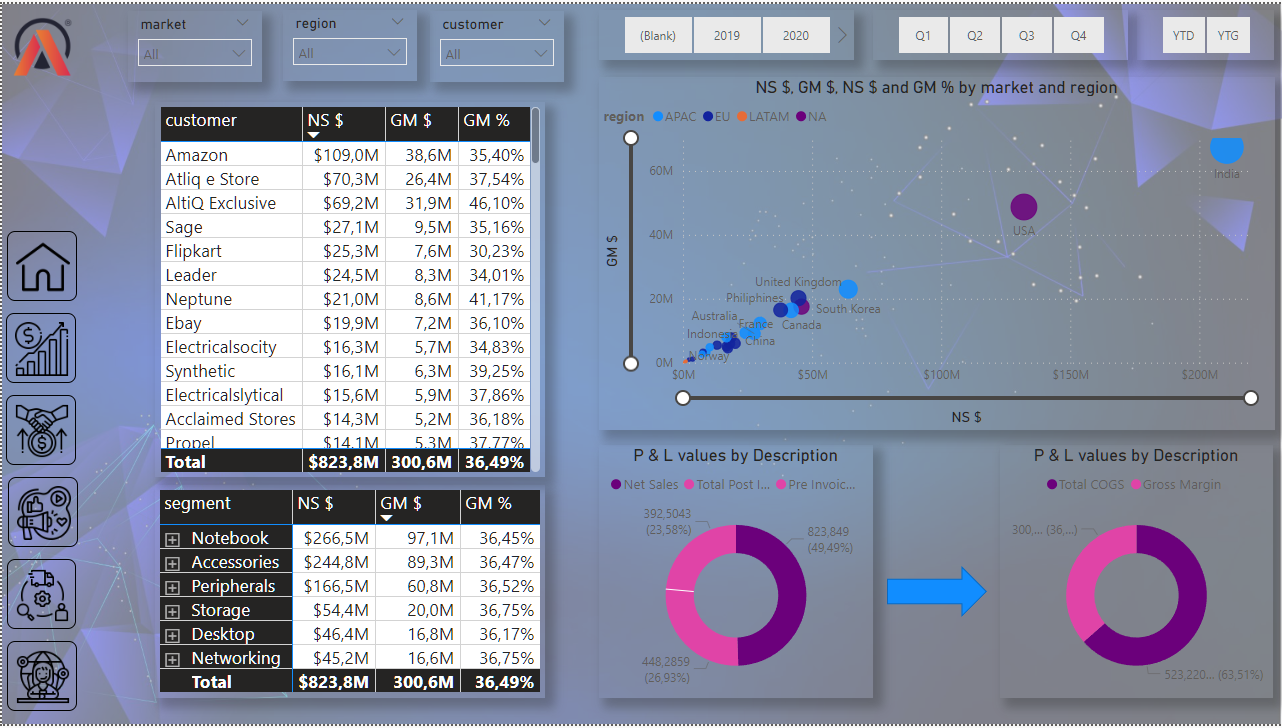 market
All
region
All
customer
All
(Blank) 2019 2020
Q1 Q2 Q3 Q4
YTD YTG
customer NS $ GM $ GM %
Amazon $109,0M 38,6M 35,40%
Atliq e Store $70,3M 26,4M 37,54%
AltiQ Exclusive $69,2M 31,9M 46,10%
Sage $27,1M 9,5M 35,16%
Flipkart $25,3M 7,6M 30,23%
Leader $24,5M 8,3M 34,01%
Neptune $21,0M 8,6M 41,17%
Ebay $19,9M 7,2M 36,10%
Electricalsocity $16,3M 5,7M 34,83%
Synthetic $16,1M 6,3M 39,25%
Electricalslytical $15,6M 5,9M 37,86%
Acclaimed Stores $14,3M 5,2M 36,18%
Propel $14,1M 5,3M 37,77%
Total $823,8M 300,6M 36,49%
segment NS $ GM $ GM %
Notebook $266,5M 97,1M 36,45%
Accessories $244,8M 89,3M 36,47%
Peripherals $166,5M 60,8M 36,52%
Storage $54,4M 20,0M 36,75%
Desktop $46,4M 16,8M 36,17%
Networking $45,2M 16,6M 36,75%
Total $823,8M 300,6M 36,49%
NS $, GM $, NS $ and GM % by market and region
region APAC EU LATAM NA
GM $
60M
40M
20M
0M
India
USA
United Kingdom
Philiphines
South Korea
Australia
France
Canada
Indonesia
China
Norway
$0M $50M $100M $150M $200M
NS $
P & L values by Description
Net Sales Total Post I... Pre Invoic...
392,5043
(23,58%)
823,849
(49,49%)
448,2859
(26,93%)
P & L values by Description
Total COGS Gross Margin
300,... (36,...)
523,220... (63,51%)